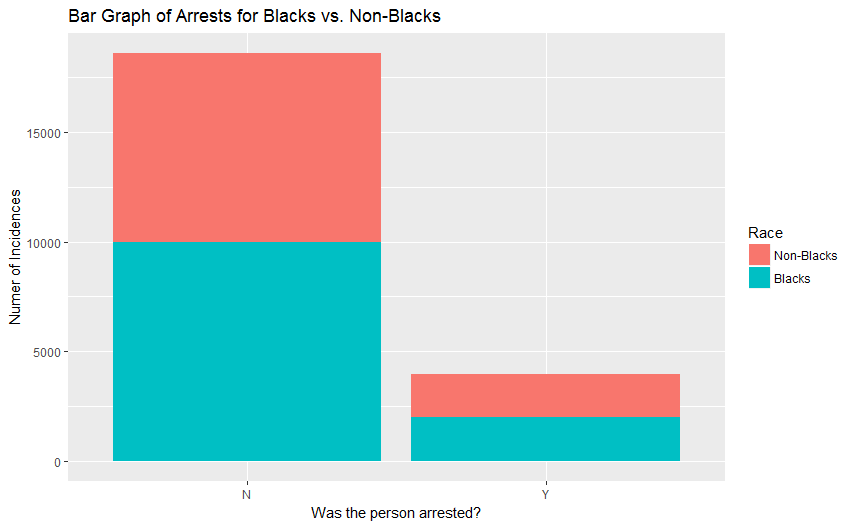 Bar Graph of Arrests for Blacks vs. Non-Blacks
15000
10000
5000
0
Numer of Incidences
N
Y
Was the person arrested?
Race
Non-Blacks
Blacks